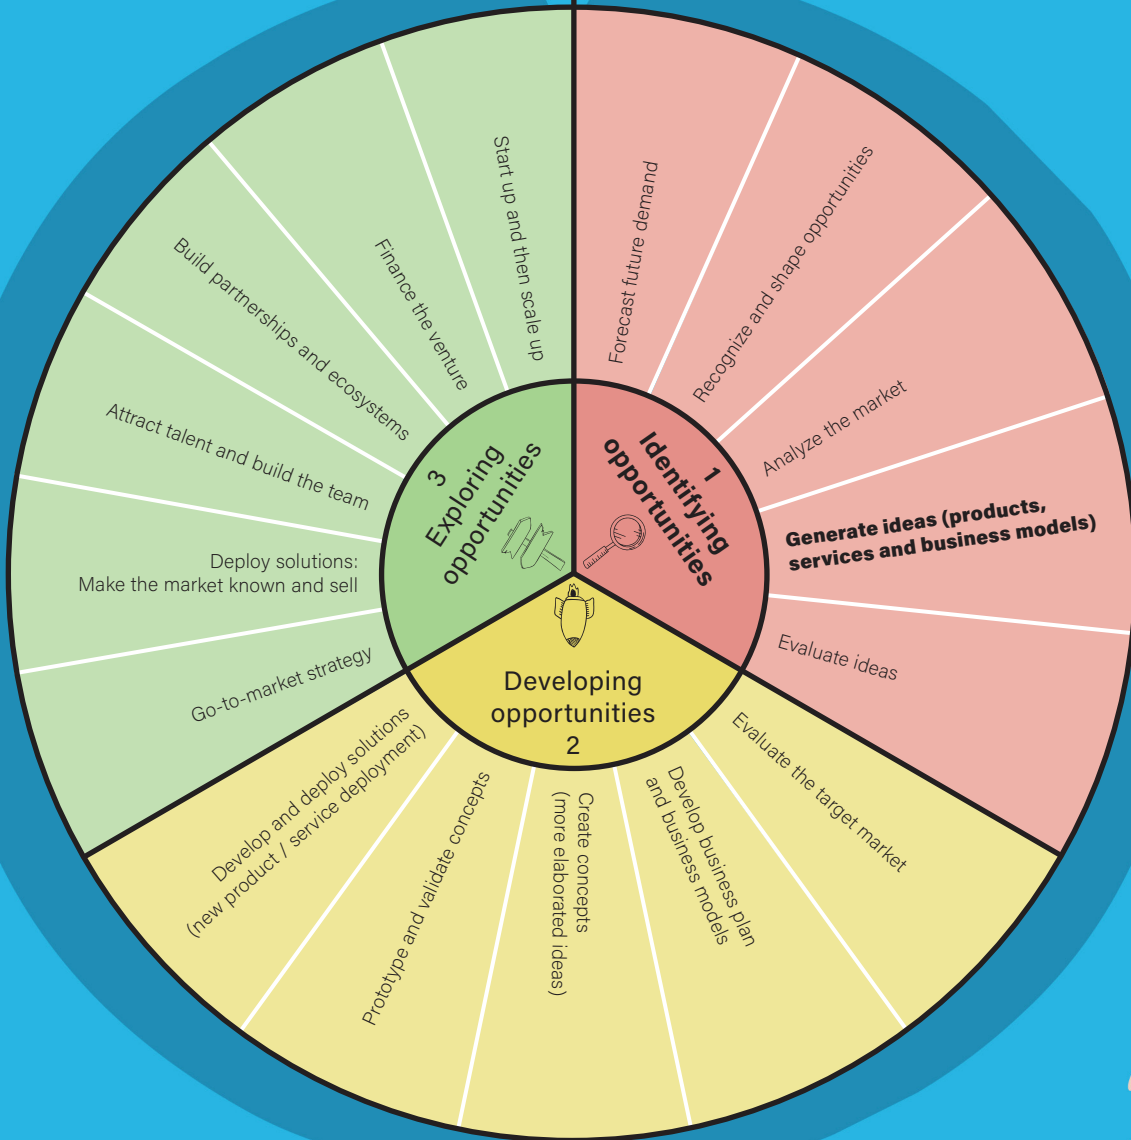 1
Identifying
opportunities
Forecast future demand
Recognize and shape opportunities
Analyze the market
Generate ideas (products,
services and business models)
Evaluate ideas
Developing
opportunities
2
Evaluate the target market
Develop business plan
and business models
Create concepts
(more elaborated ideas)
Prototype and validate concepts
Develop and deploy solutions
(new product / service deployment)
3
Exploring
opportunities
Go-to-market strategy
Deploy solutions:
Make the market known and sell
Attract talent and build the team
Build partnerships and ecosystems
Finance the venture
Start up and then scale up